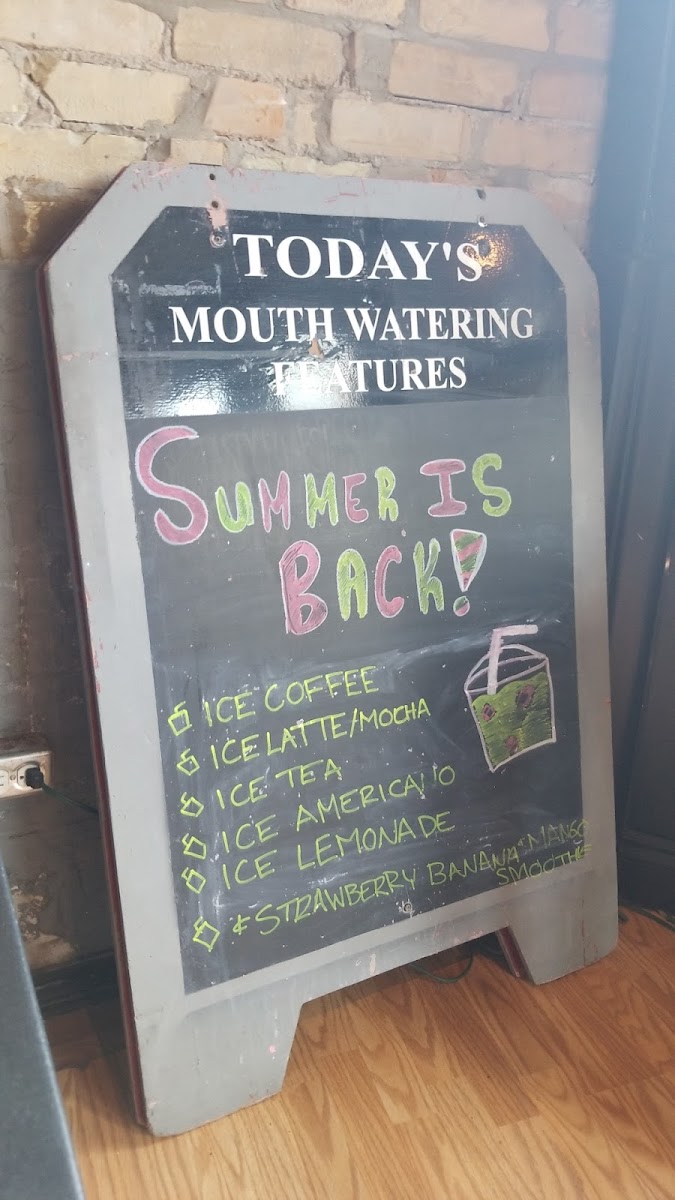 TODAY'S
MOUTH WATERING
FEATURES
SUMMER IS
BACK!
ICE COFFEE
ICE LATTE/MOCHA
ICE TEA
ICE AMERICANO
ICE LEMONADE
& STRAWBERRY BANANA + MANGO
SMOOTHIE